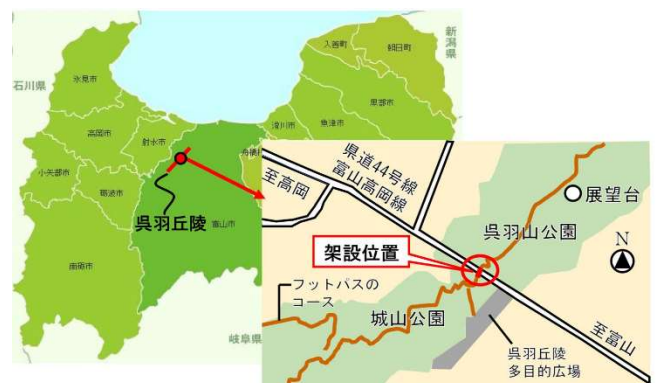 新潟県
入善町
朝日町
石川県
氷見市
黒部市
高岡市
射水市
滑川市
魚津市
舟橋村
小矢部市
砺波市
呉羽丘陵
富山市
南砺市
岐阜県
県道44号線
富山高岡線
至高岡
展望台
呉羽山公園
架設位置
N
フットパスの
コース
城山公園
至富山
呉羽丘陵
多目的広場